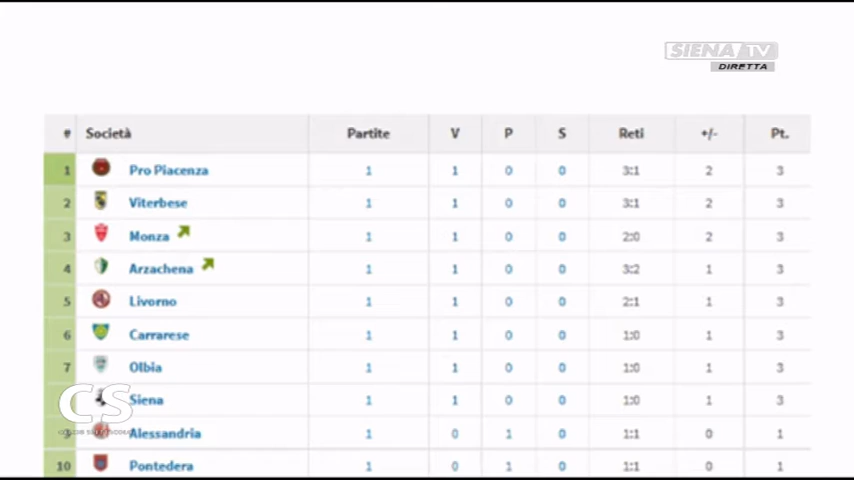 SIENA TV
DIRETTA
# Società Partite V P S Reti +/- Pt.
1 Pro Piacenza 1 1 0 0 3:1 2 3
2 Viterbese 1 1 0 0 3:1 2 3
3 Monza 1 1 0 0 2:0 2 3
4 Arzachena 1 1 0 0 3:2 1 3
5 Livorno 1 1 0 0 2:1 1 3
6 Carrarese 1 1 0 0 1:0 1 3
7 Olbia 1 1 0 0 1:0 1 3
Siena 1 1 0 0 1:0 1 3
CS
9 Alessandria 1 0 1 0 1:1 0 1
10 Pontedera 1 0 1 0 1:1 0 1